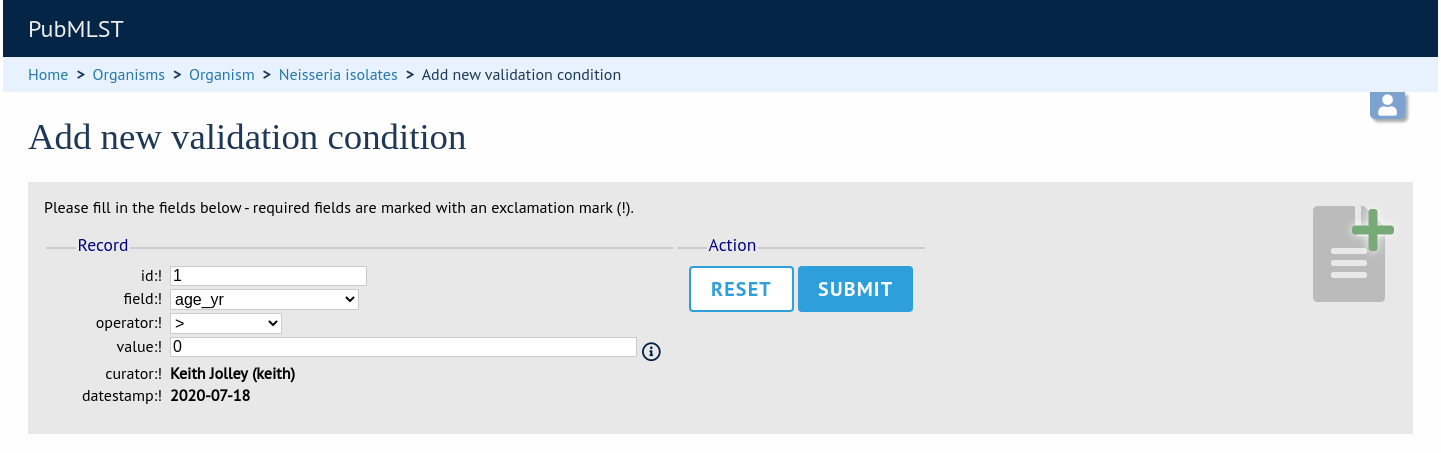 PubMLST
Home > Organisms > Organism > Neisseria isolates > Add new validation condition
Add new validation condition
Please fill in the fields below - required fields are marked with an exclamation mark (!).
Record
id:! 1
field:! age_yr
operator:! >
value:! 0
curator:! Keith Jolley (keith)
datestamp:! 2020-07-18
Action
RESET SUBMIT